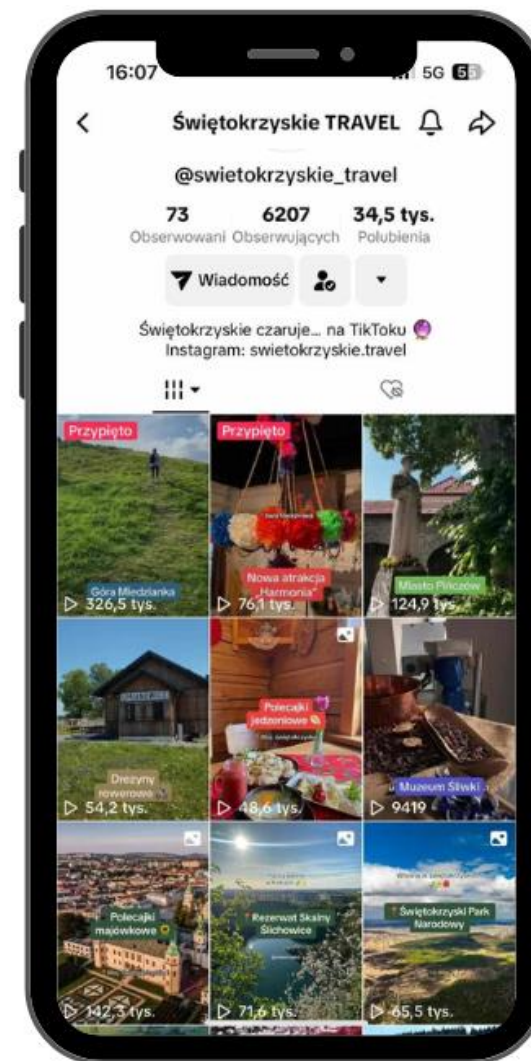 16:07
5G 55
Świętokrzyskie TRAVEL
@swietokrzyskie_travel
73 6207 34,5 tys.
Obserwowani Obserwujących Polubienia
Wiadomość
Świętokrzyskie czaruje... na TikToku
Instagram: swietokrzyskie.travel
Przypięto
Góra Miedzianka
326,5 tys.
Przypięto
Nowa atrakcja
„Harmonia”
76,1 tys.
Miasto Pińczów
124,9 tys.
Drezyny
rowerowe
54,2 tys.
Polecajki
jedzeniowe
48,6 tys.
Muzeum Śliwki
9419
Polecajki
majówkowe
142,3 tys.
Rezerwat Skalny
Ślichowice
71,6 tys.
Świętokrzyski Park
Narodowy
65,5 tys.